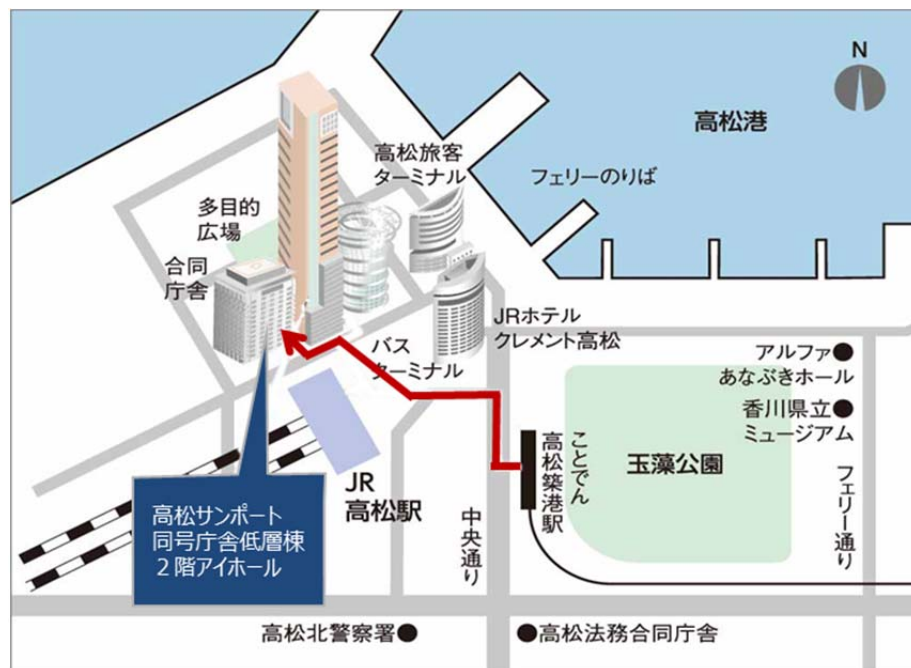 N
高松港
高松旅客
ターミナル
フェリーのりば
多目的
広場
合同
庁舎
JRホテル
クレメント高松
バス
ターミナル
アルファ
あなぶきホール
香川県立
ミュージアム
玉藻公園
ことでん
高松築港駅
JR
高松駅
中央通り
フェリー通り
高松サンポート
同号庁舎低層棟
2階アイホール
高松北警察署
高松法務合同庁舎